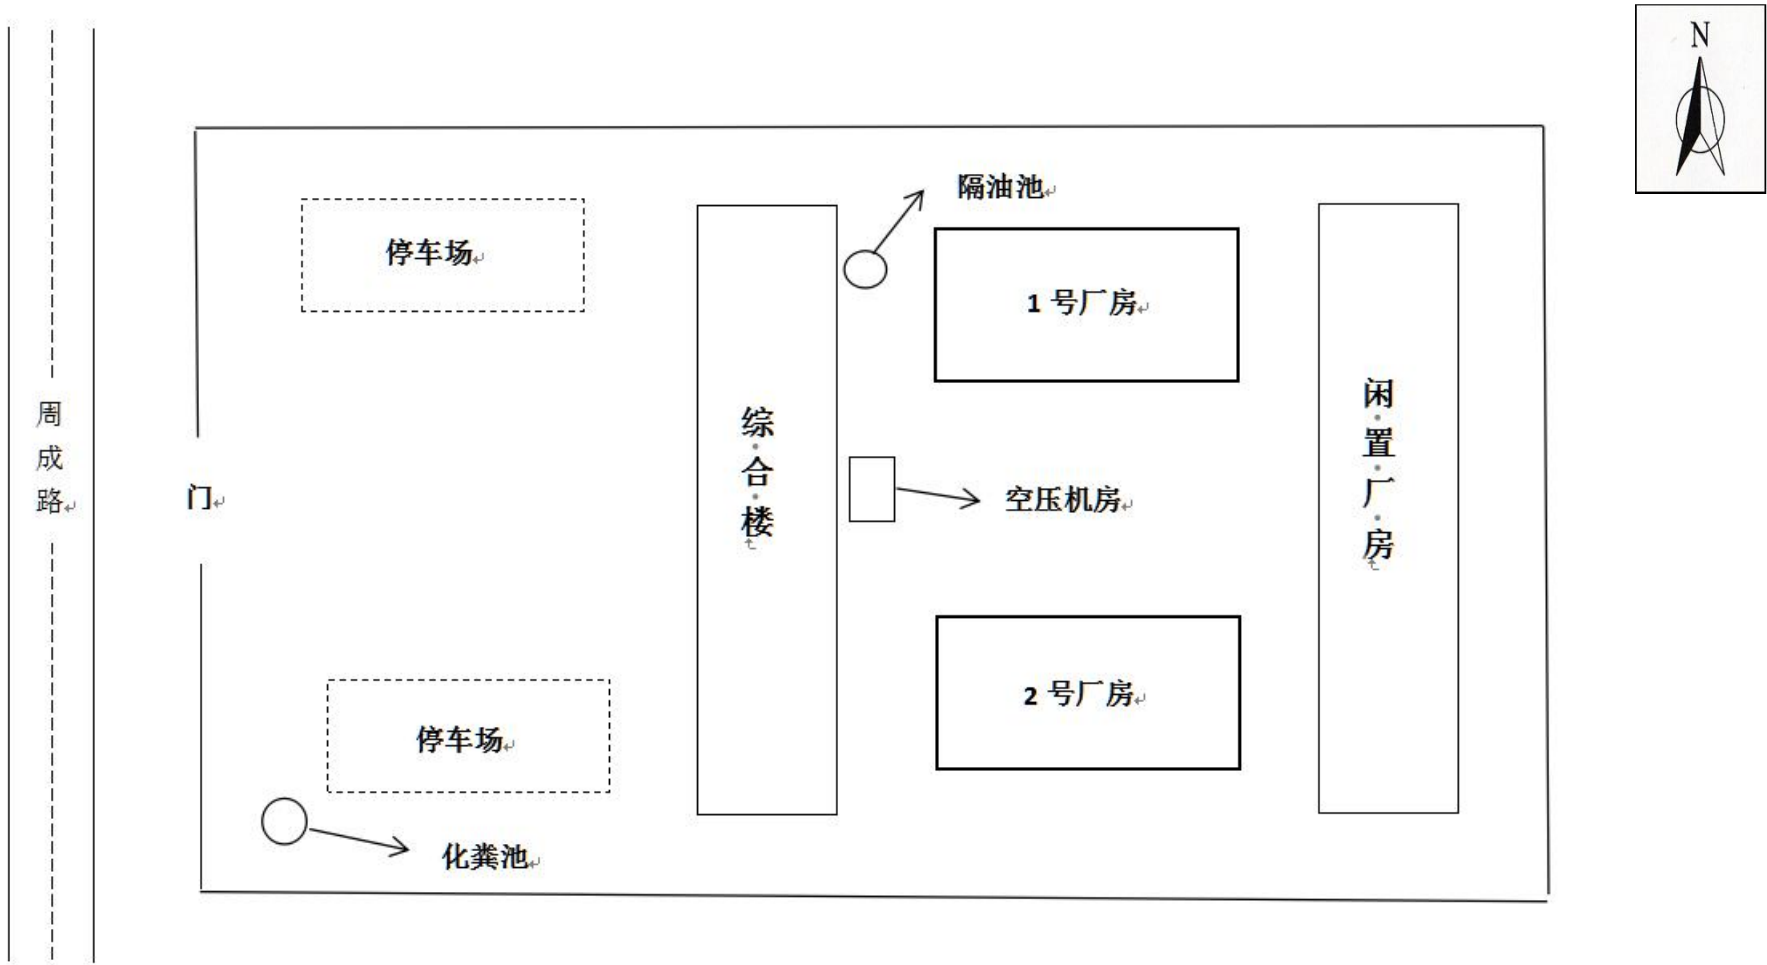 N
隔油池
停车场
1 号厂房
周成路
门
综合楼
空压机房
闲置厂房
2 号厂房
停车场
化粪池